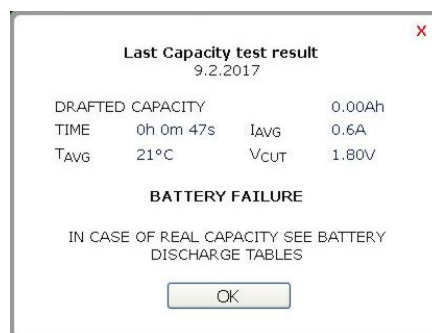 X
Last Capacity test result
9.2.2017
DRAFTED CAPACITY 0.00Ah
TIME 0h 0m 47s IAVG 0.6A
TAVG 21°C VCUT 1.80V
BATTERY FAILURE
IN CASE OF REAL CAPACITY SEE BATTERY
DISCHARGE TABLES
OK